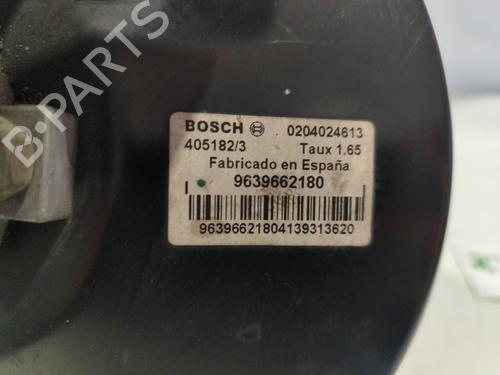 BOSCH 0204024613
405182/3 Taux 1.65
Fabricado en España
9639662180
96396621804139313620
B-PARTS